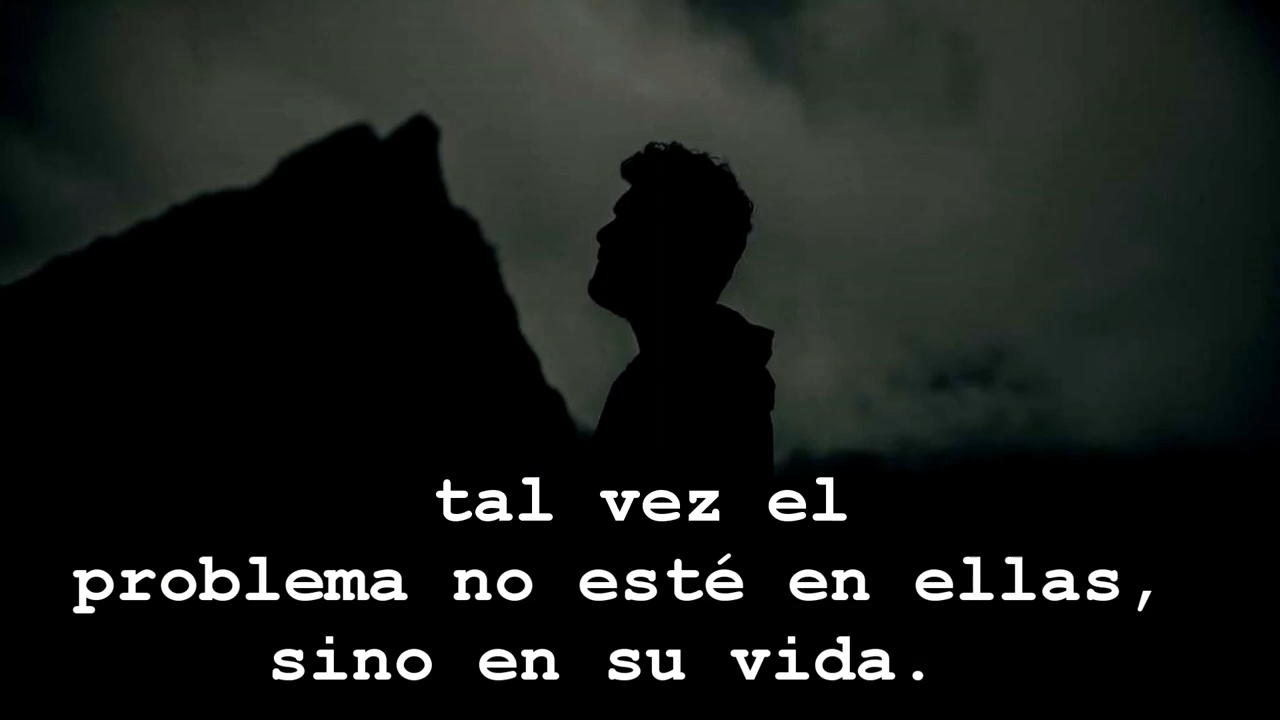 tal vez el
problema no esté en ellas,
sino en su vida.